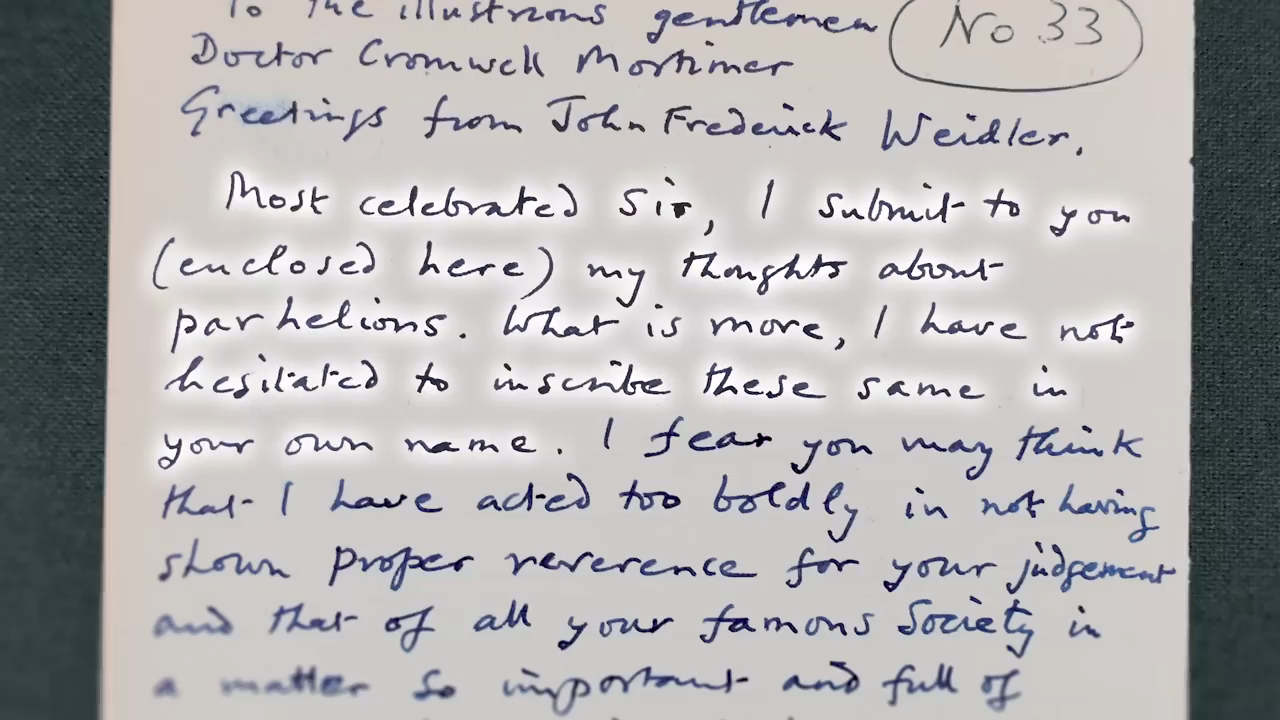 To the illustrious gentlemen
No 33
Doctor Cromwell Mortimer
Greetings from John Frederick Weidler.
Most celebrated Sir, I submit to you
(enclosed here) my thoughts about
parhelions. What is more, I have not
hesitated to inscribe these same in
your own name. I fear you may think
that I have acted too boldly in not having
shown proper reverence for your judgement
and that of all your famous Society in
a matter so important and full of